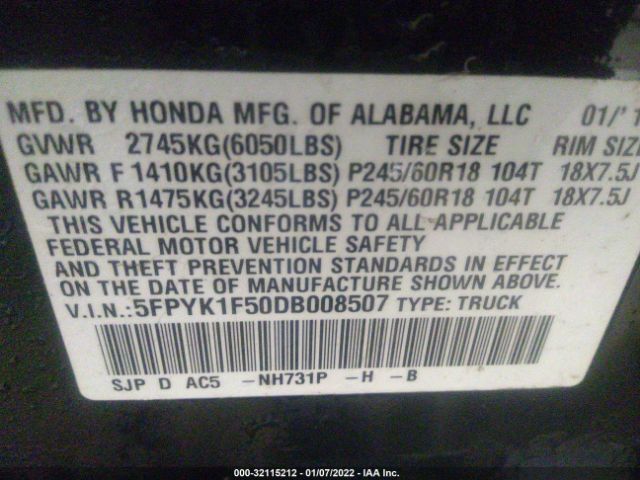 MFD. BY HONDA MFG. OF ALABAMA, LLC 01/'1
GVWR 2745KG(6050LBS) TIRE SIZE RIM SIZE
GAWR F 1410KG(3105LBS) P245/60R18 104T 18X7.5J
GAWR R1475KG(3245LBS) P245/60R18 104T 18X7.5J
THIS VEHICLE CONFORMS TO ALL APPLICABLE
FEDERAL MOTOR VEHICLE SAFETY
AND THEFT PREVENTION STANDARDS IN EFFECT
ON THE DATE OF MANUFACTURE SHOWN ABOVE.
V.I.N.:5FPYK1F50DB008507 TYPE: TRUCK
SJP D AC5 -NH731P -H -B
000-32115212 - 01/07/2022 - IAA Inc.